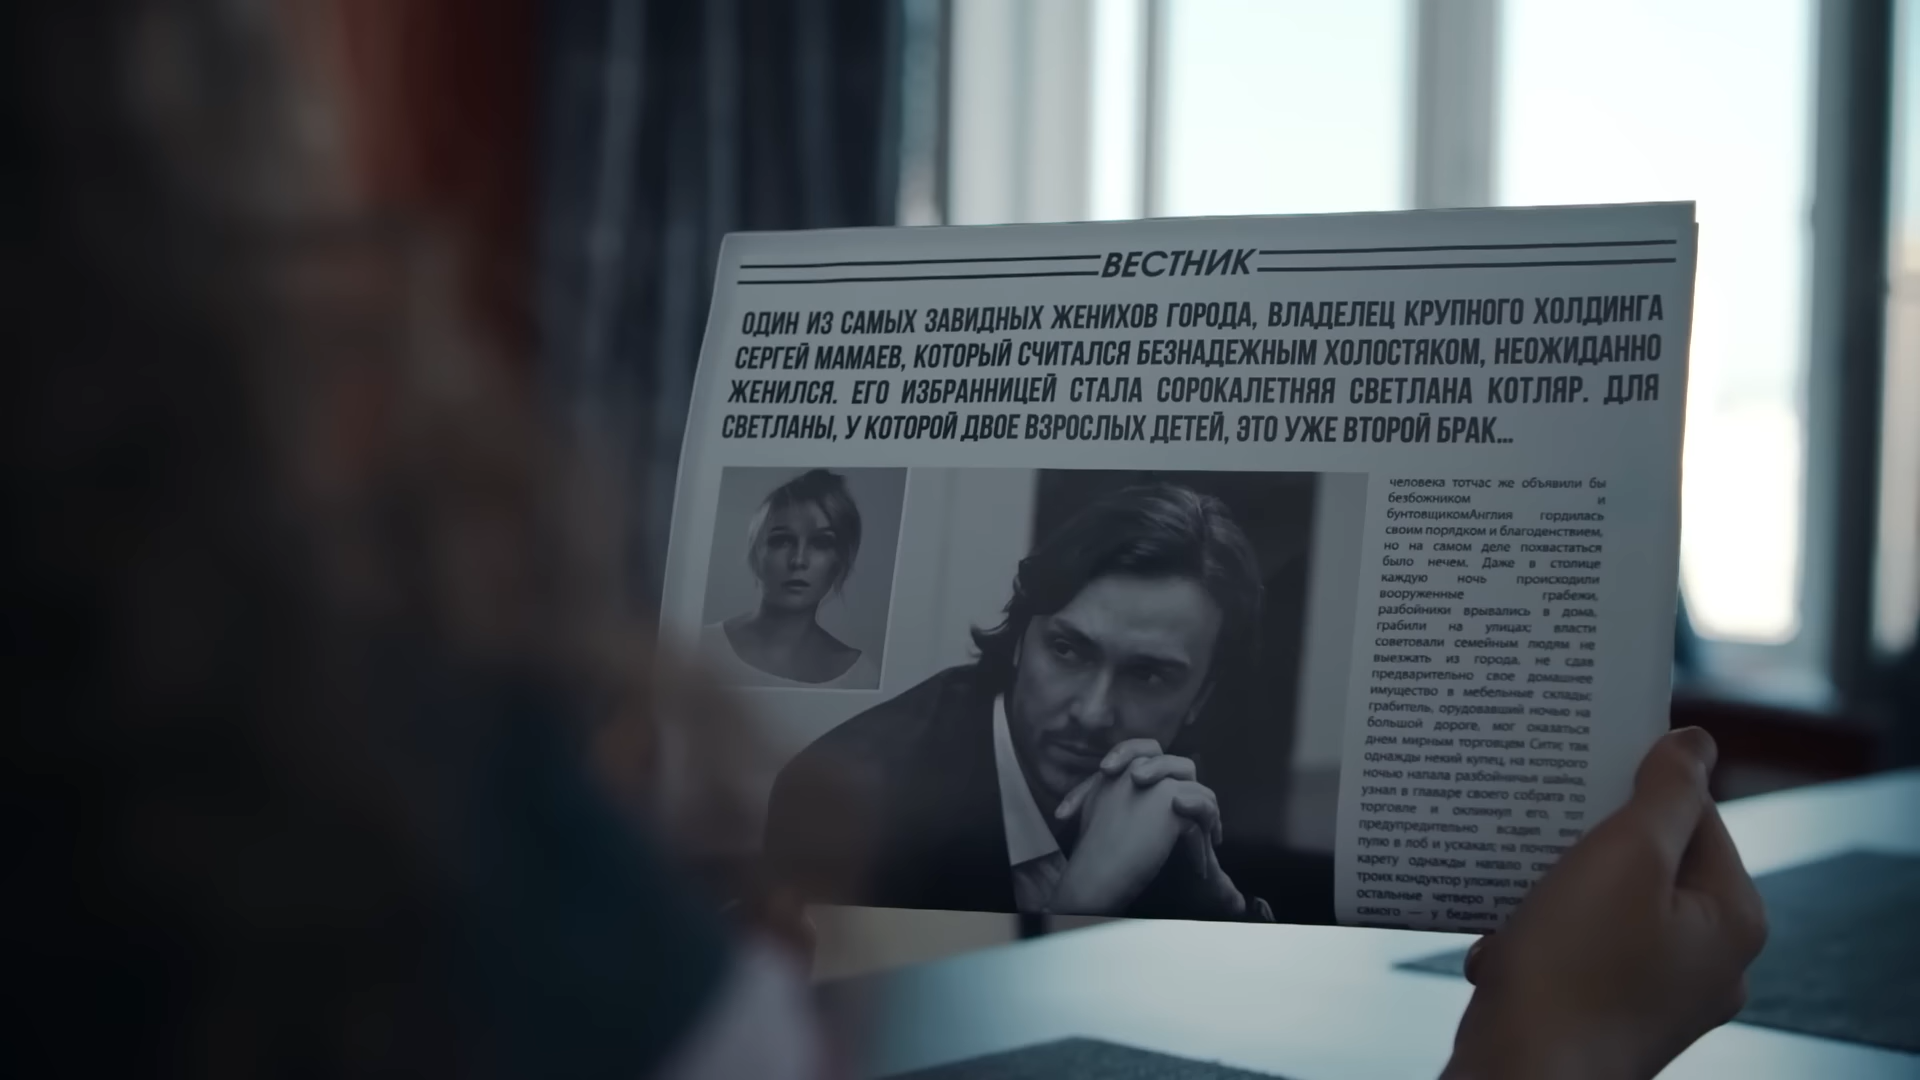 ВЕСТНИК
ОДИН ИЗ САМЫХ ЗАВИДНЫХ ЖЕНИХОВ ГОРОДА, ВЛАДЕЛЕЦ КРУПНОГО ХОЛДИНГА
СЕРГЕЙ МАМАЕВ, КОТОРЫЙ СЧИТАЛСЯ БЕЗНАДЕЖНЫМ ХОЛОСТЯКОМ, НЕОЖИДАННО
ЖЕНИЛСЯ. ЕГО ИЗБРАННИЦЕЙ СТАЛА СОРОКАЛЕТНЯЯ СВЕТЛАНА КОТЛЯР. ДЛЯ
СВЕТЛАНЫ, У КОТОРОЙ ДВОЕ ВЗРОСЛЫХ ДЕТЕЙ, ЭТО УЖЕ ВТОРОЙ БРАК...
человека тотчас же объявили бы
безбожником и
бунтовщикомАнглия гордилась
своим порядком и благоденствием,
но на самом деле похвастаться
было нечем. Даже в столице
каждую ночь происходили
вооруженные грабежи,
разбойники врывались в дома,
грабили на улицах; власти
советовали семейным людям не
выезжать из города, не сдав
предварительно свое домашнее
имущество в мебельные склады;
грабитель, орудовавший ночью на
большой дороге, мог оказаться
днем мирным торговцем Сити; так
однажды некий купец, на которого
ночью напала разбойничья шайка,
узнал в главаре своего собрата по
торговле и окликнул его, тот
предупредительно всадил ему
пулю в лоб и ускакал; на
карету однажды напало
троих кондуктор уложил на
остальные четверо
самого — у бедняги